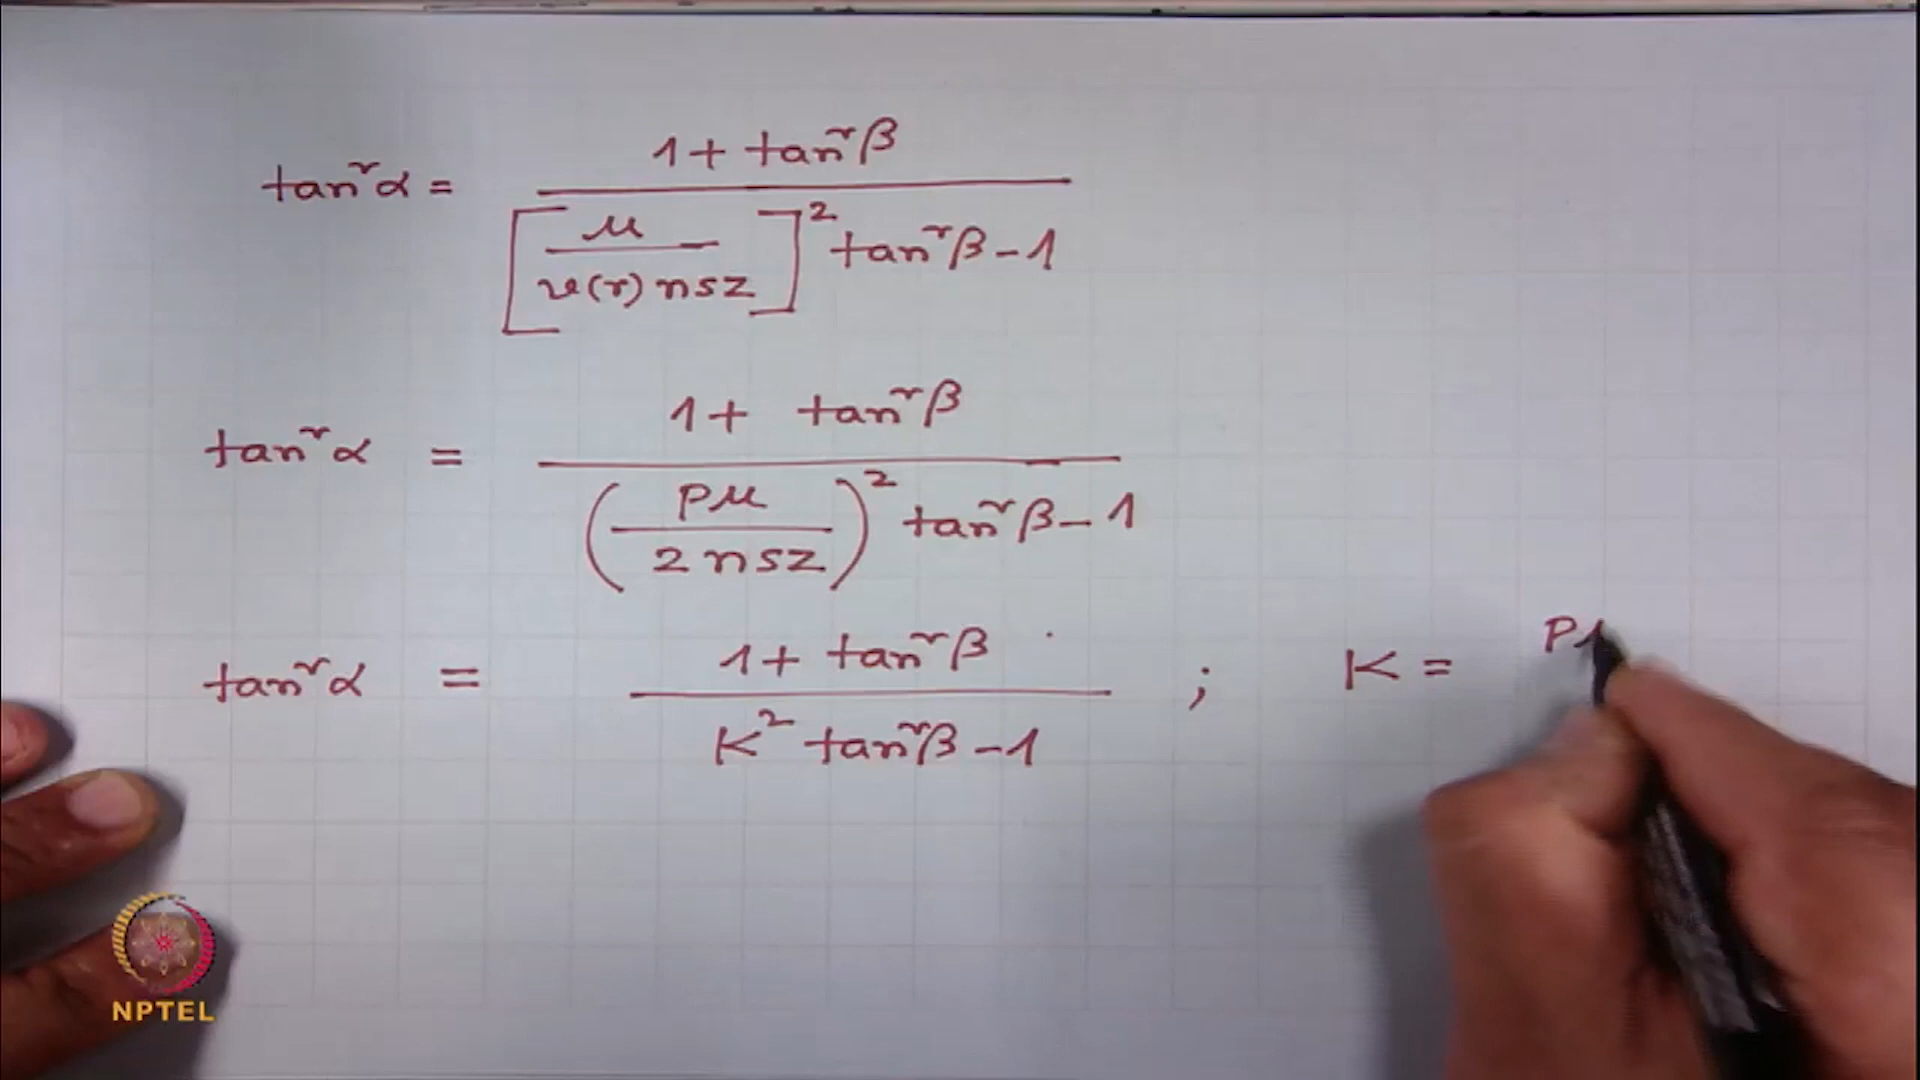 tan²α = (1 + tan²β) / ([μ / (v(r) nsz)]² tan²β - 1)
tan²α = (1 + tan²β) / ((pμ / 2nsz)² tan²β - 1)
tan²α = (1 + tan²β) / (K² tan²β - 1) ; K = p
NPTEL